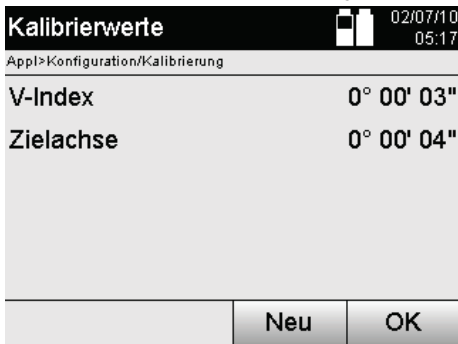 Kalibrierwerte 02/07/10
05:17
Appl>Konfiguration/Kalibrierung
V-Index 0° 00' 03"
Zielachse 0° 00' 04"
Neu OK